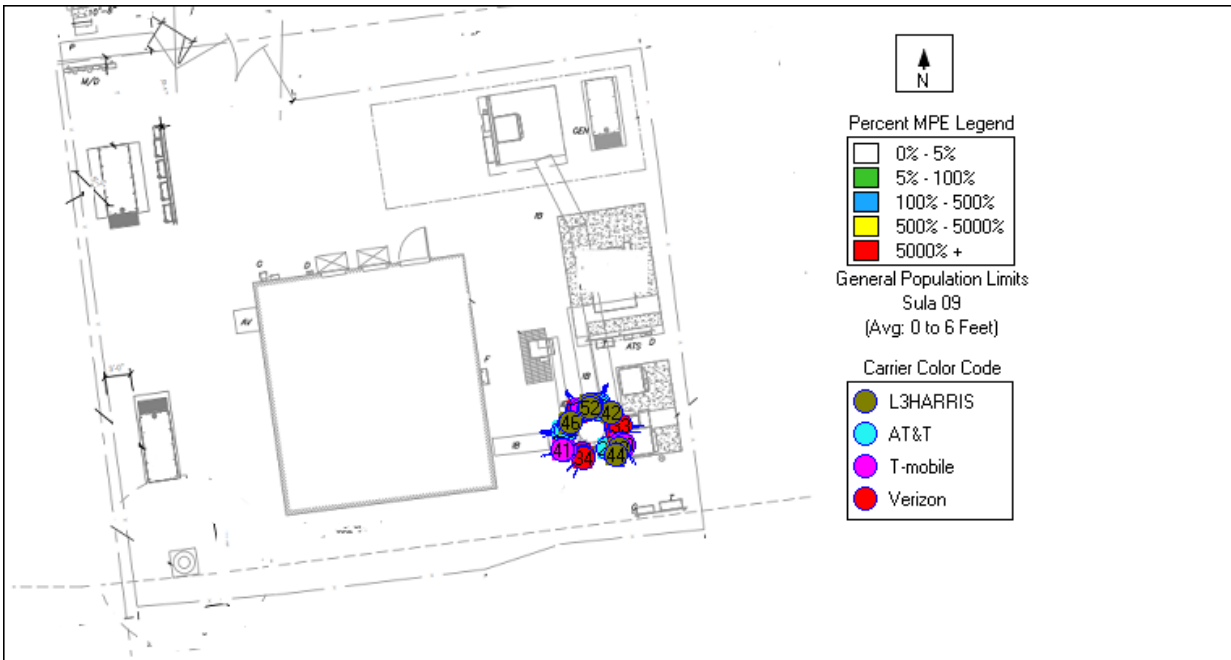 P
M/D
N
GEN
Percent MPE Legend
0% - 5%
5% - 100%
100% - 500%
500% - 5000%
5000% +
General Population Limits
Sula 09
(Avg: 0 to 6 Feet)
IB
C
D
AV
F
T
ATS D
IB
Carrier Color Code
L3HARRIS
AT&T
T-mobile
Verizon
52
42
46
33
41
34
44
IB